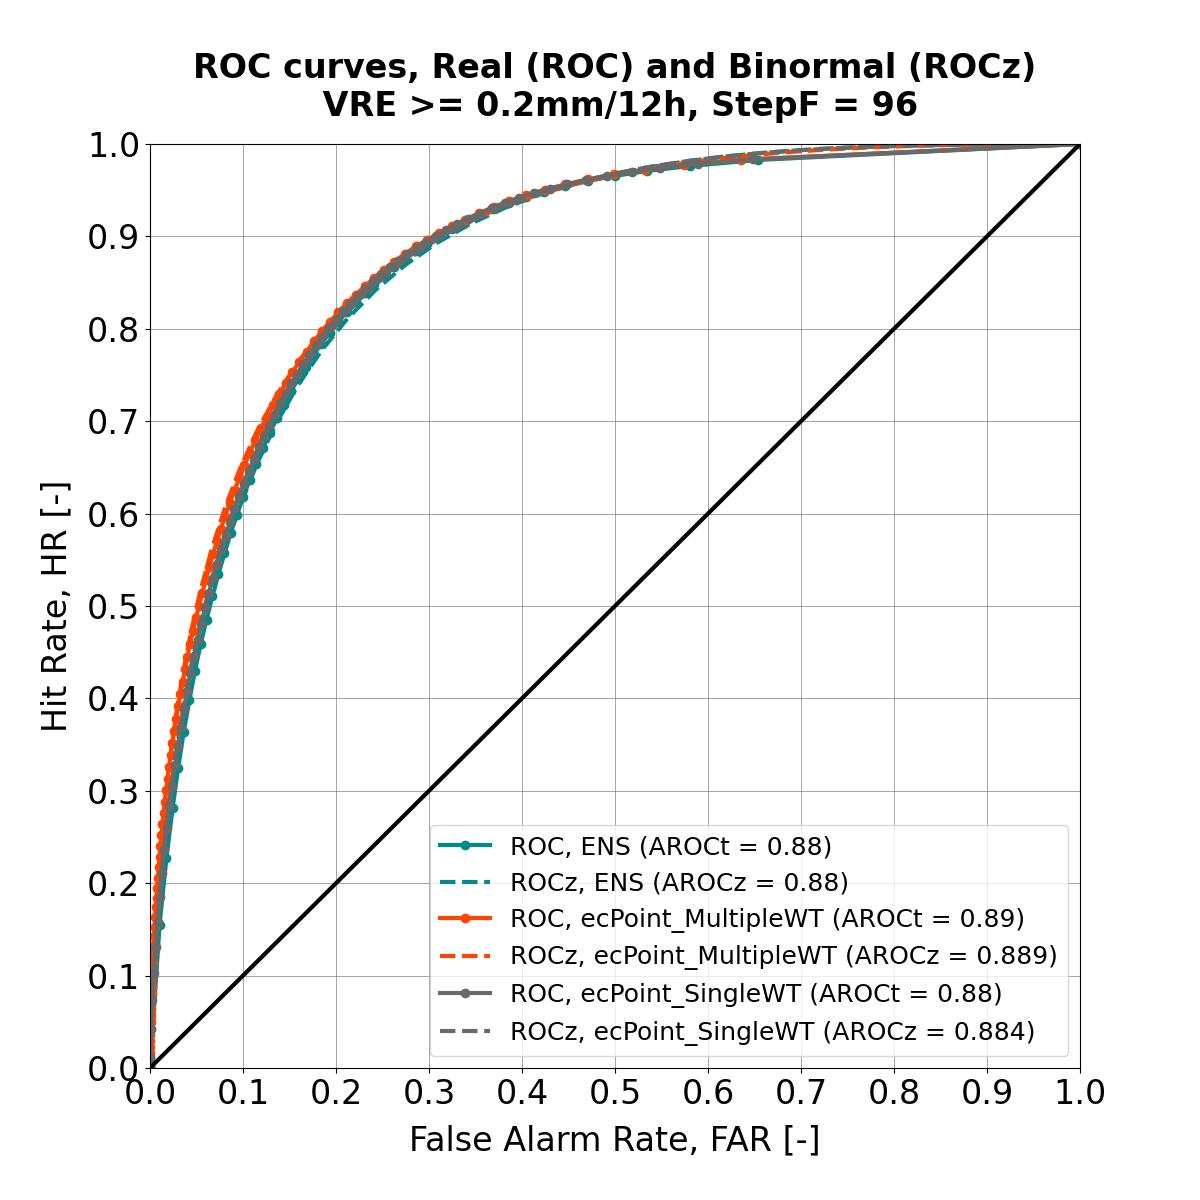 ROC curves, Real (ROC) and Binormal (ROCz)
VRE >= 0.2mm/12h, StepF = 96
1.0
0.9
0.8
0.7
0.6
0.5
0.4
0.3
0.2
0.1
0.0
Hit Rate, HR [-]
ROC, ENS (AROCt = 0.88)
ROCz, ENS (AROCz = 0.88)
ROC, ecPoint_MultipleWT (AROCt = 0.89)
ROCz, ecPoint_MultipleWT (AROCz = 0.889)
ROC, ecPoint_SingleWT (AROCt = 0.88)
ROCz, ecPoint_SingleWT (AROCz = 0.884)
0.0 0.1 0.2 0.3 0.4 0.5 0.6 0.7 0.8 0.9 1.0
False Alarm Rate, FAR [-]